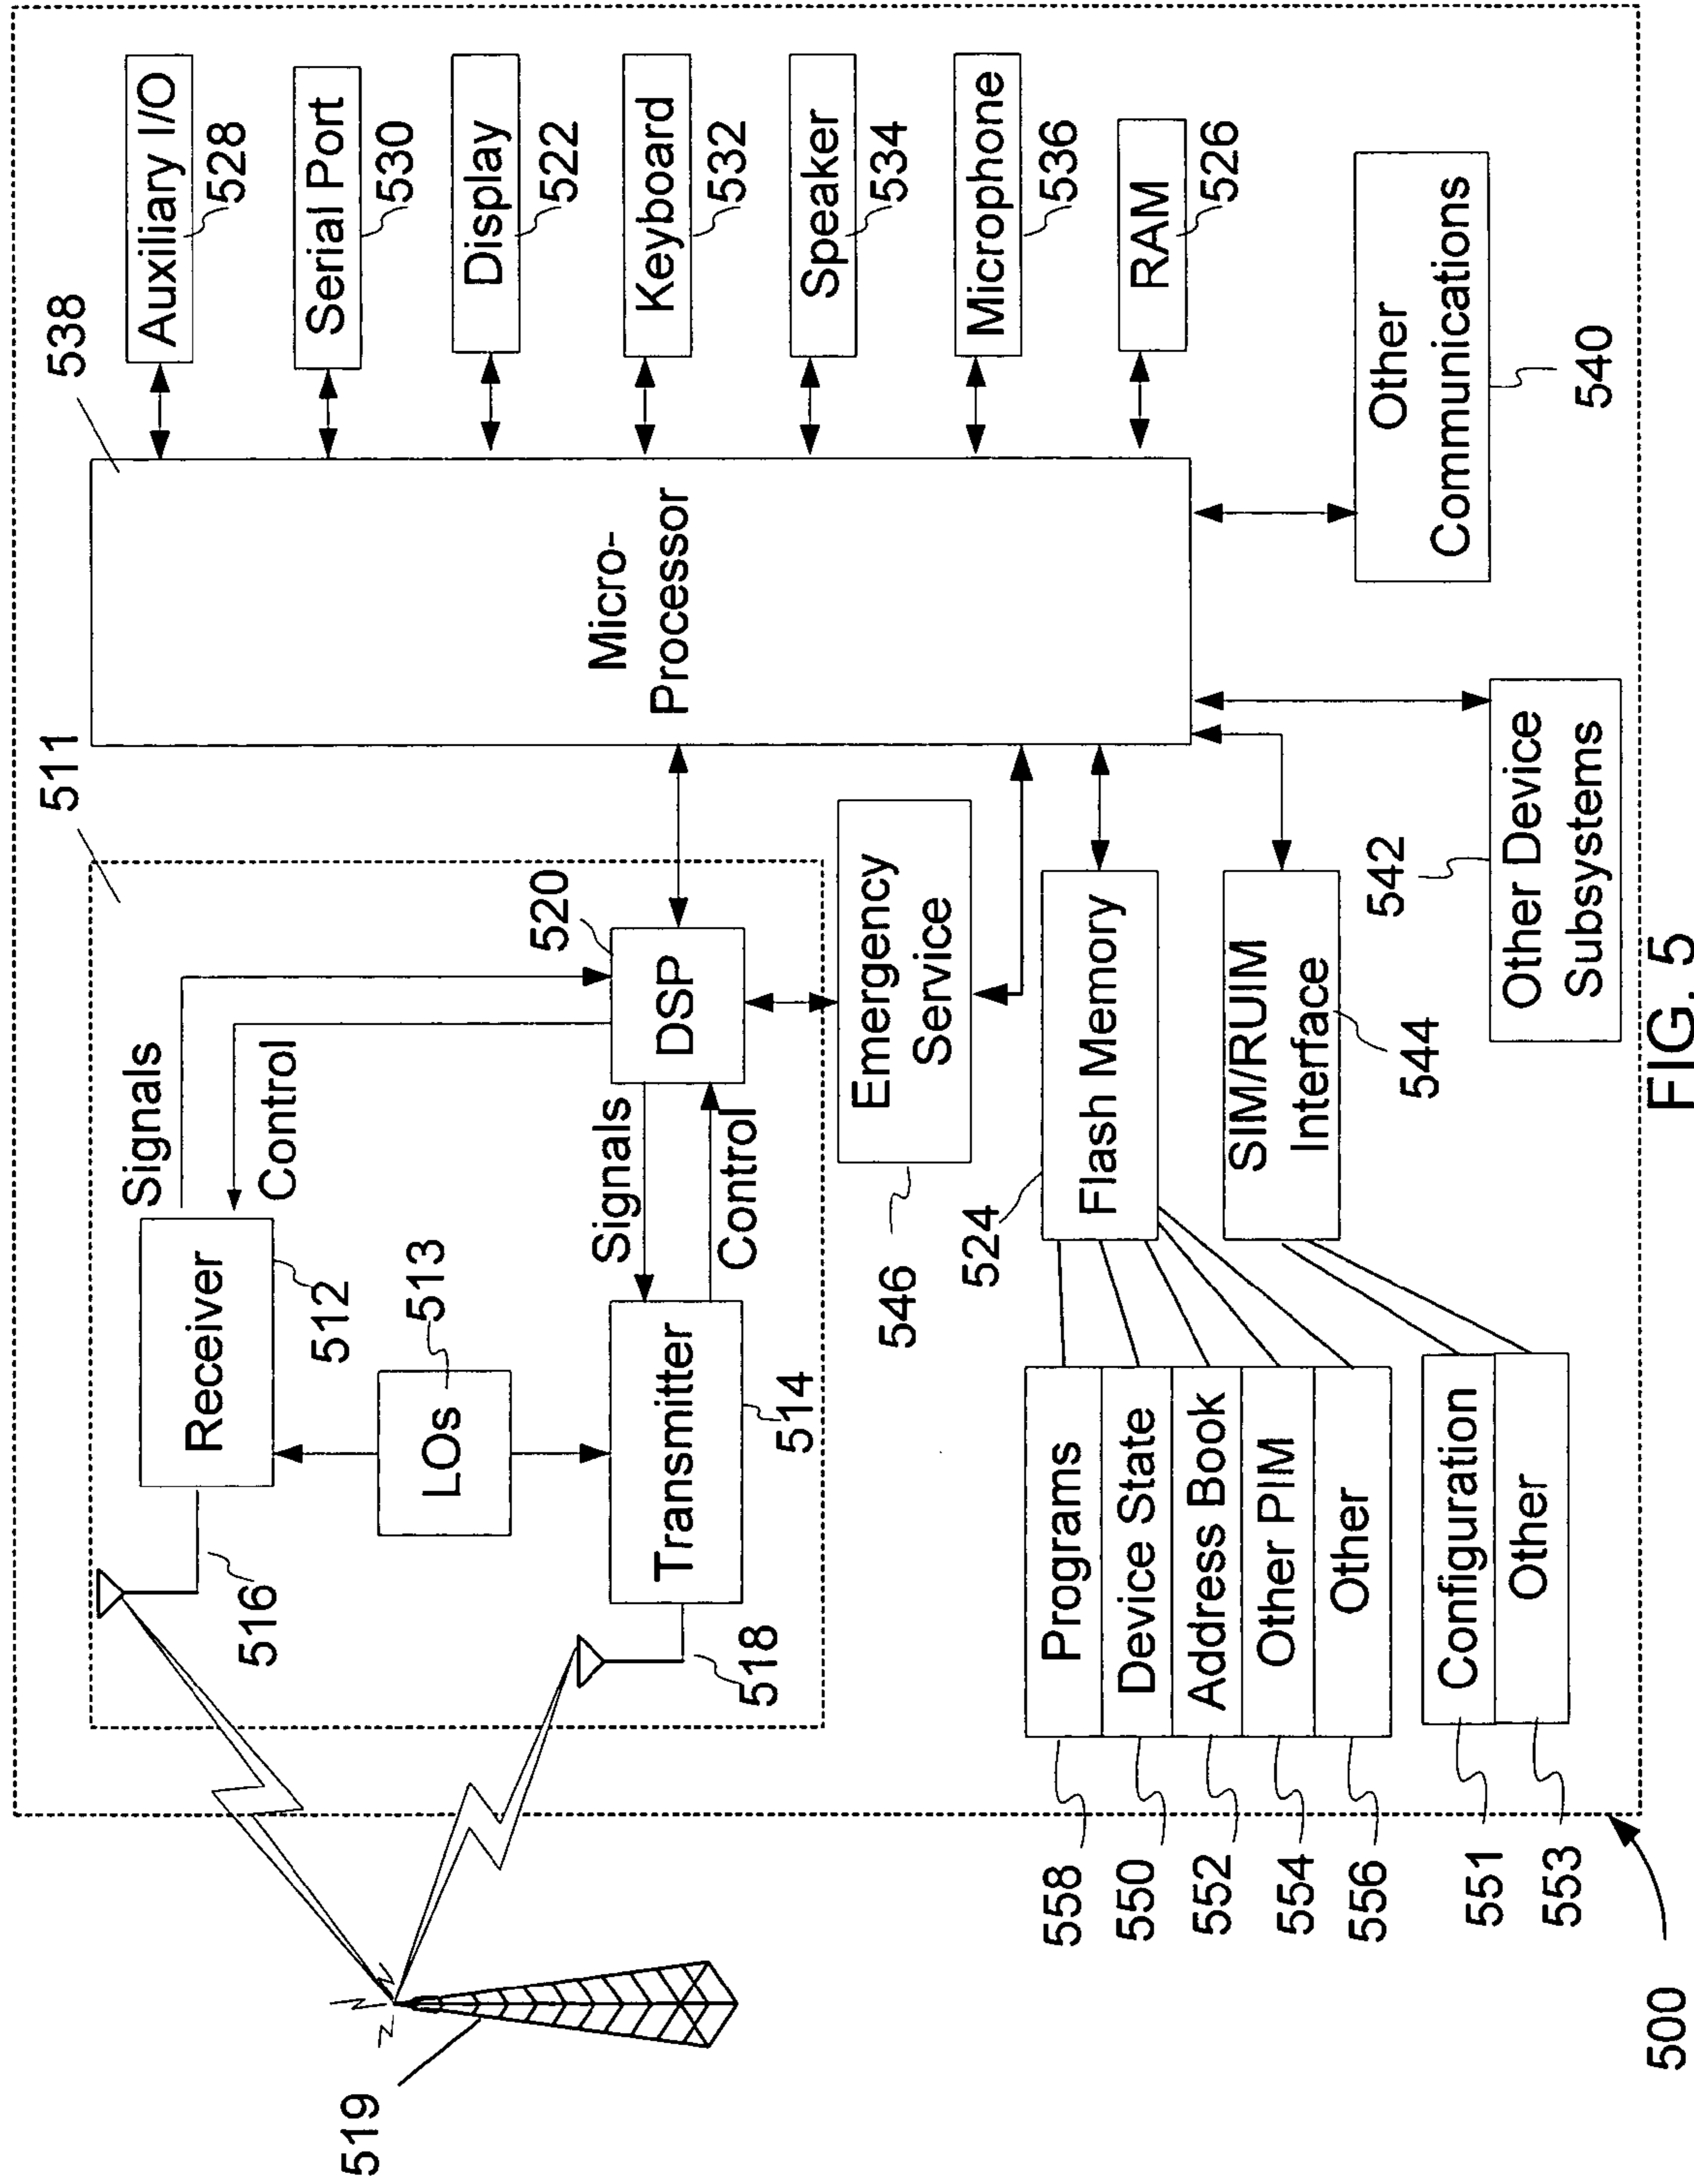 511
538
Signals
Control
Receiver
512
516
LOs
513
Signals
Control
Transmitter
514
518
DSP
520
519
Micro-
Processor
Auxiliary I/O
528
Serial Port
530
Display
522
Keyboard
532
Speaker
534
Microphone
536
RAM
526
Other
Communications
540
Emergency
Service
546
524
Flash Memory
SIM/RUIM
Interface
544
542
Other Device
Subsystems
558
Programs
550
Device State
552
Address Book
554
Other PIM
556
Other
551
Configuration
553
Other
500
FIG. 5